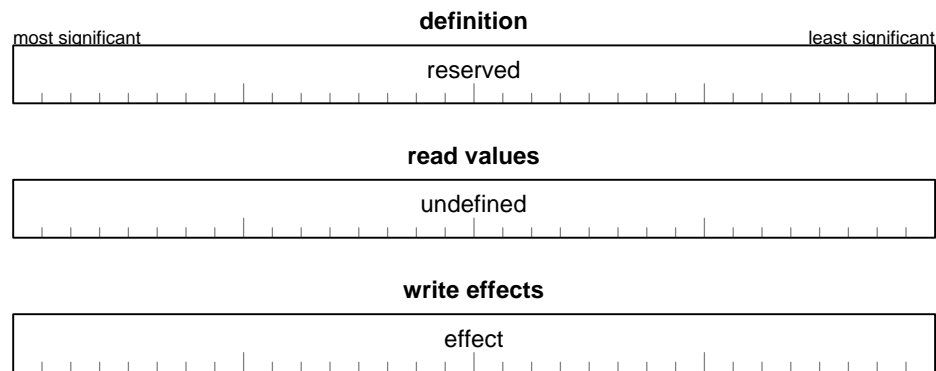 definition
most significant least significant
reserved
read values
undefined
write effects
effect